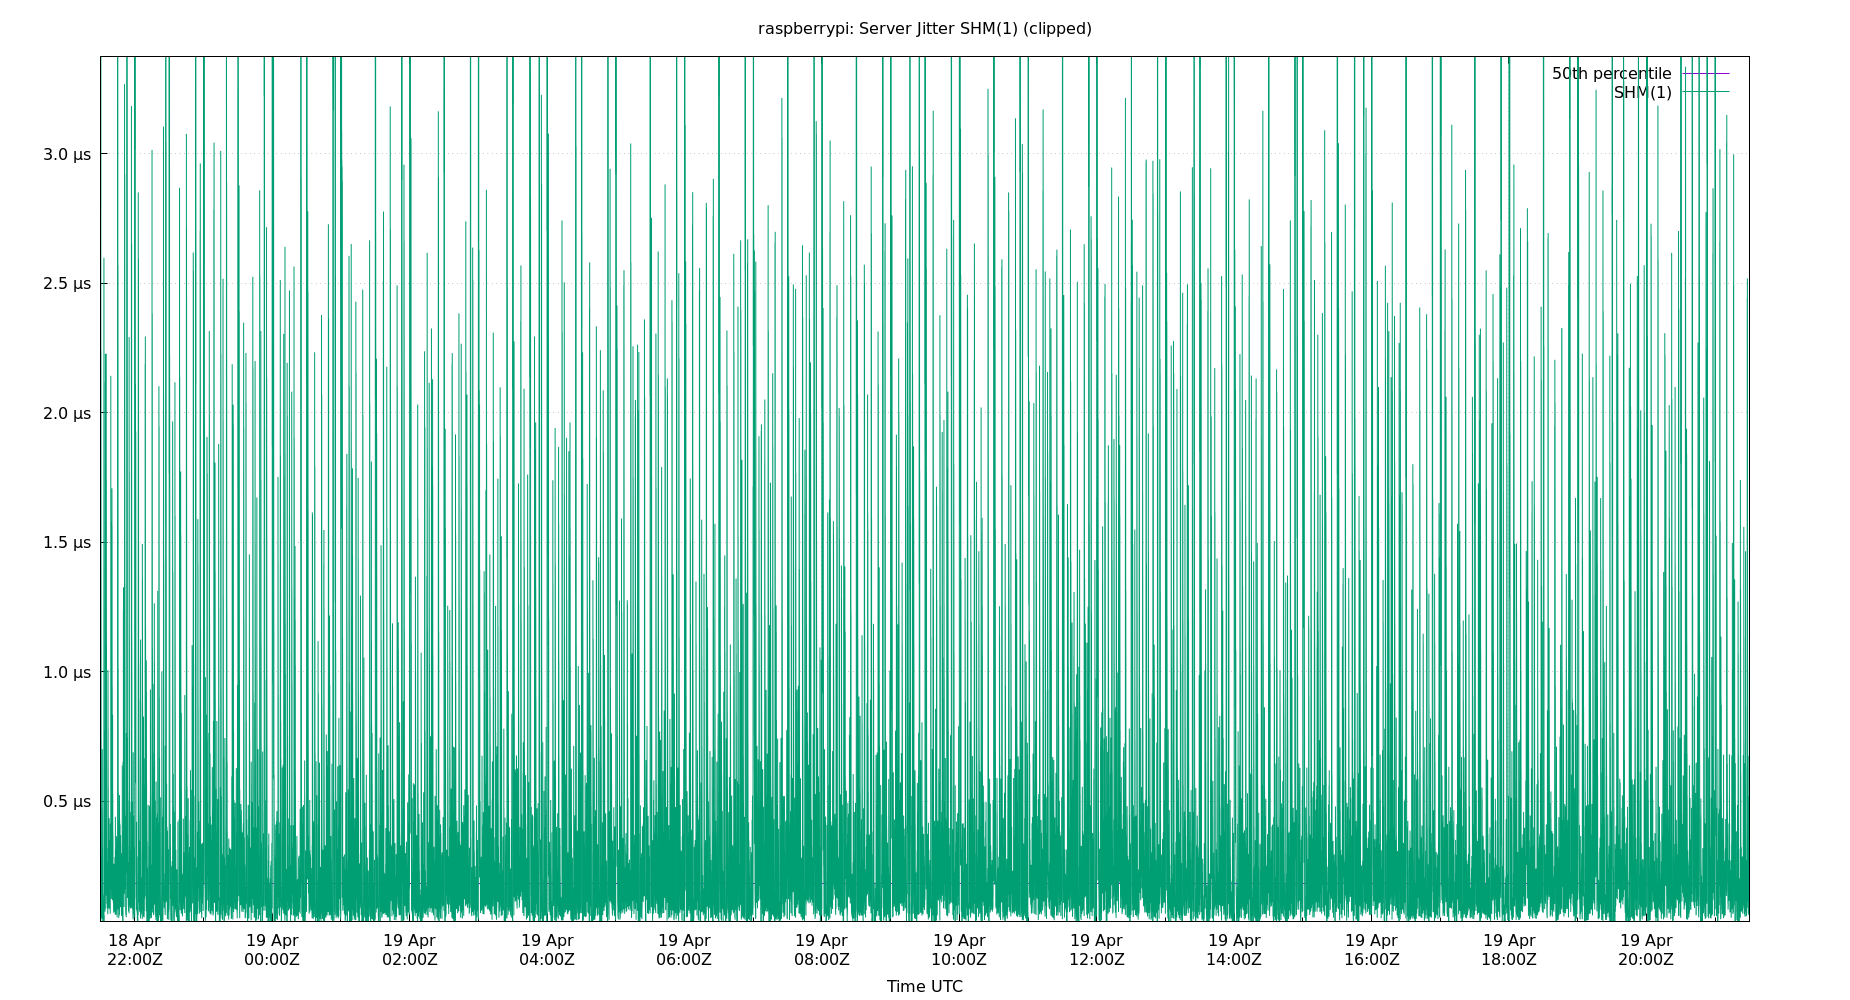 raspberrypi: Server Jitter SHM(1) (clipped)
50th percentile
SHM(1)
3.0 µs
2.5 µs
2.0 µs
1.5 µs
1.0 µs
0.5 µs
18 Apr 19 Apr 19 Apr 19 Apr 19 Apr 19 Apr 19 Apr 19 Apr 19 Apr 19 Apr 19 Apr 19 Apr
22:00Z 00:00Z 02:00Z 04:00Z 06:00Z 08:00Z 10:00Z 12:00Z 14:00Z 16:00Z 18:00Z 20:00Z
Time UTC